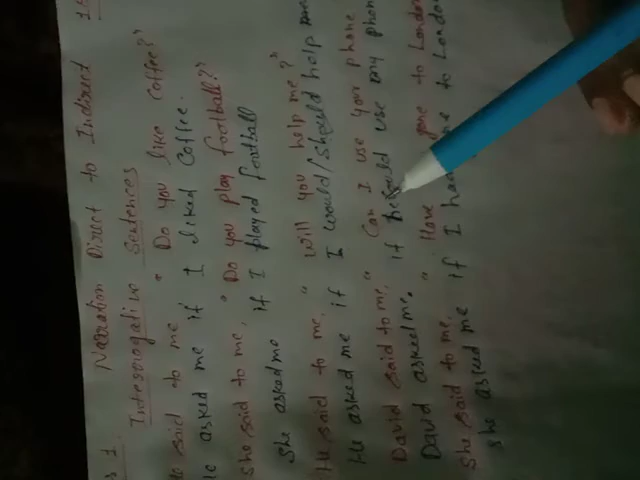 1. Narration Direct to Indirect
Interrogative Sentences
He said to me " Do you like coffee?"
He asked me if I liked coffee.
She said to me, " Do you play football?"
She asked me if I played football
He said to me, " Will you help me?"
He asked me if I would/should help me
David said to me, " Can I use your phone
David asked me. if he could use my phone
She said to me, " Have gone to London
She asked me if I to London